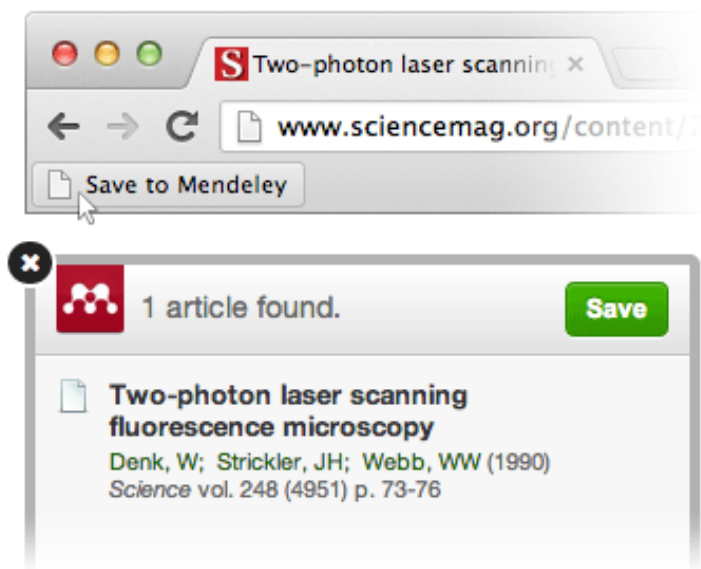 S Two-photon laser scanning
www.sciencemag.org/content/2
Save to Mendeley
1 article found.
Save
Two-photon laser scanning
fluorescence microscopy
Denk, W; Strickler, JH; Webb, WW (1990)
Science vol. 248 (4951) p. 73-76